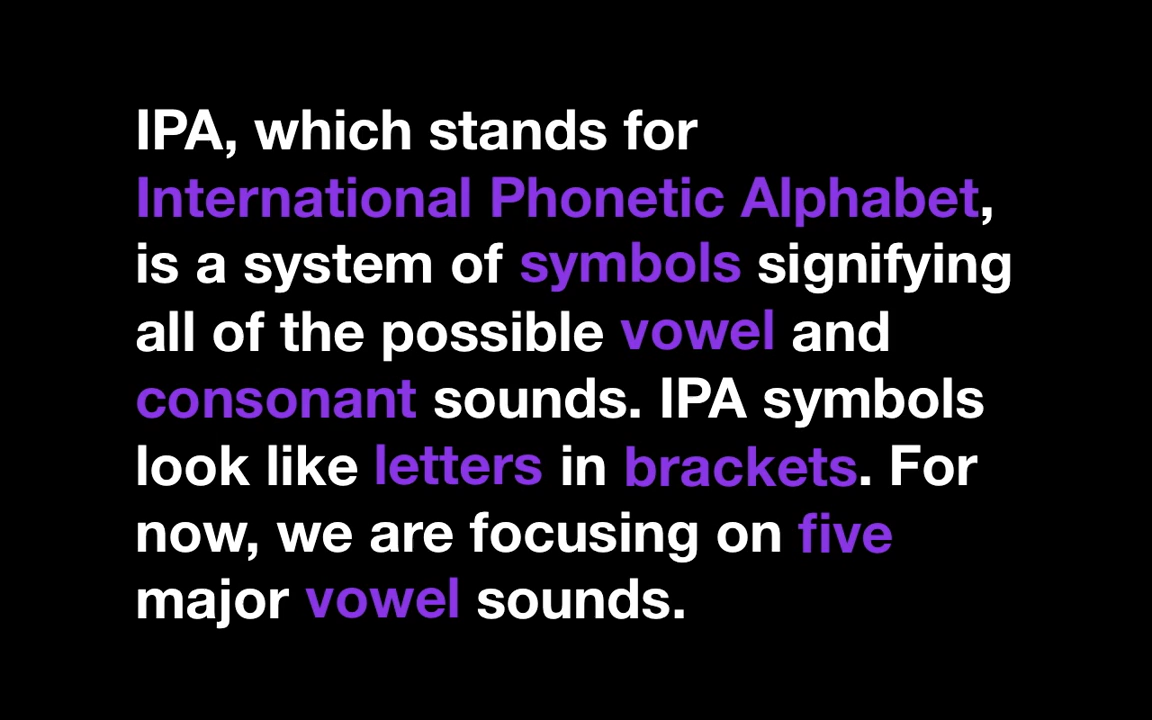 IPA, which stands for
International Phonetic Alphabet,
is a system of symbols signifying
all of the possible vowel and
consonant sounds. IPA symbols
look like letters in brackets. For
now, we are focusing on five
major vowel sounds.